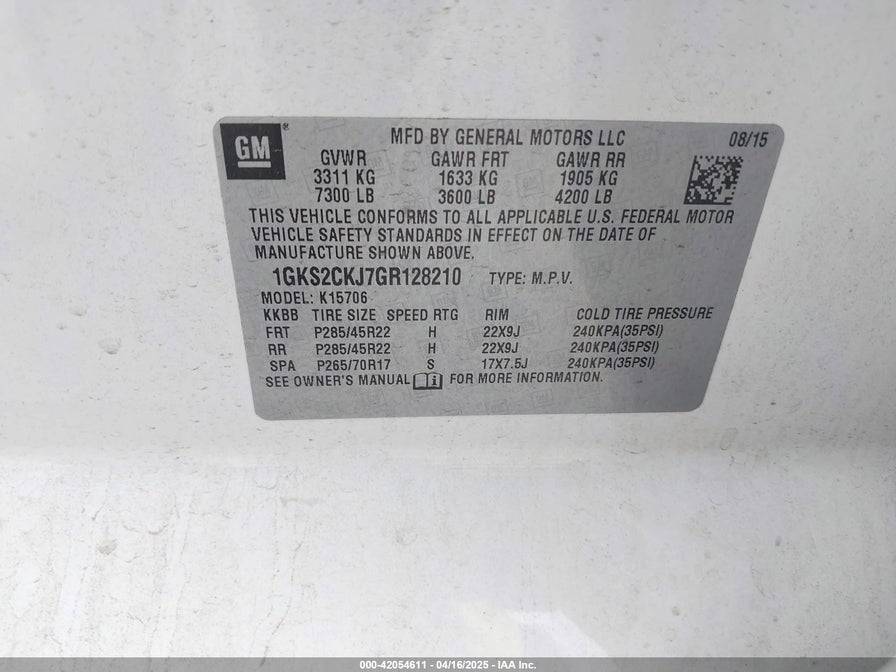 GM ®
MFD BY GENERAL MOTORS LLC 08/15
GVWR GAWR FRT GAWR RR
3311 KG 1633 KG 1905 KG
7300 LB 3600 LB 4200 LB
THIS VEHICLE CONFORMS TO ALL APPLICABLE U.S. FEDERAL MOTOR
VEHICLE SAFETY STANDARDS IN EFFECT ON THE DATE OF
MANUFACTURE SHOWN ABOVE.
1GKS2CKJ7GR128210 TYPE: M.P.V.
MODEL: K15706
KKBB TIRE SIZE SPEED RTG RIM COLD TIRE PRESSURE
FRT P285/45R22 H 22X9J 240KPA(35PSI)
RR P285/45R22 H 22X9J 240KPA(35PSI)
SPA P265/70R17 S 17X7.5J 240KPA(35PSI)
SEE OWNER'S MANUAL FOR MORE INFORMATION.
000-42054611 - 04/16/2025 - IAA Inc.